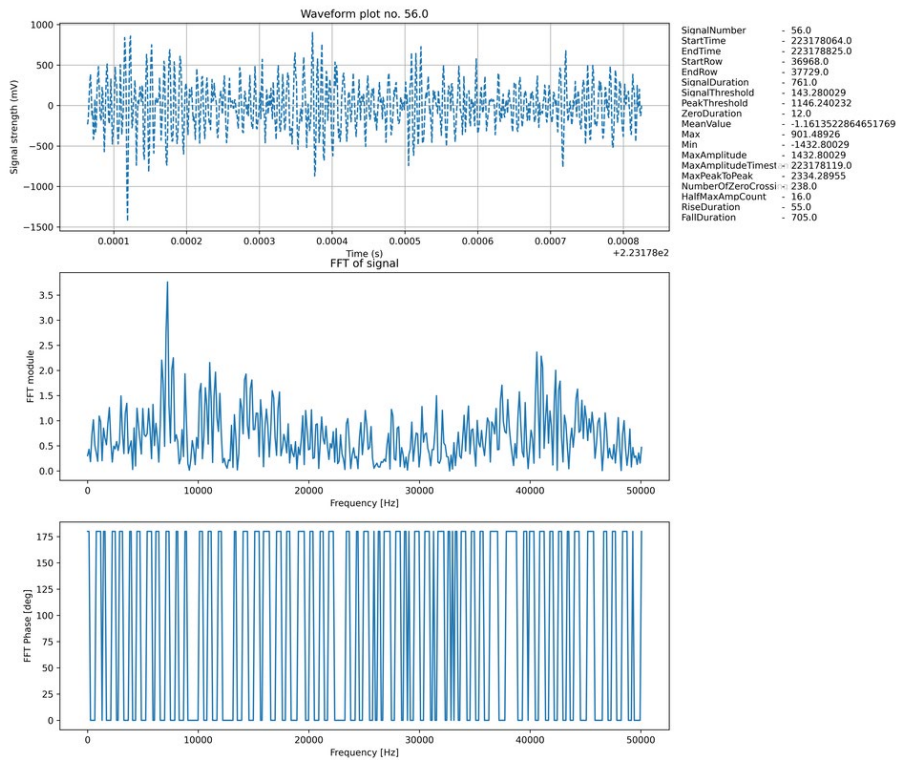 Waveform plot no. 56.0
1000
500
0
−500
−1000
−1500
Signal strength (mV)
0.0001 0.0002 0.0003 0.0004 0.0005 0.0006 0.0007 0.0008
Time (s)
+2.23178e2
SignalNumber - 56.0
StartTime - 223178064.0
EndTime - 223178825.0
StartRow - 36968.0
EndRow - 37729.0
SignalDuration - 761.0
SignalThreshold - 143.280029
PeakThreshold - 1146.240232
ZeroDuration - 12.0
MeanValue - -1.1613522864651769
Max - 901.48926
Min - -1432.80029
MaxAmplitude - 1432.80029
MaxAmplitudeTimest - 223178119.0
MaxPeakToPeak - 2334.28955
NumberOfZeroCrossi - 238.0
HalfMaxAmpCount - 16.0
RiseDuration - 55.0
FallDuration - 705.0
FFT of signal
3.5
3.0
2.5
2.0
1.5
1.0
0.5
0.0
FFT module
0 10000 20000 30000 40000 50000
Frequency [Hz]
175
150
125
100
75
50
25
0
FFT Phase [deg]
0 10000 20000 30000 40000 50000
Frequency [Hz]